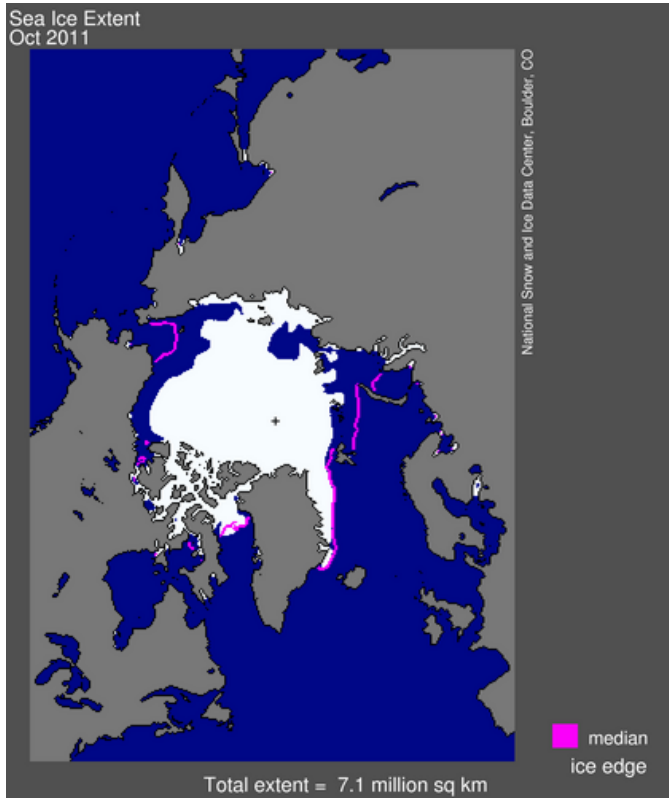 Sea Ice Extent
Oct 2011
National Snow and Ice Data Center, Boulder, CO
median
ice edge
Total extent = 7.1 million sq km